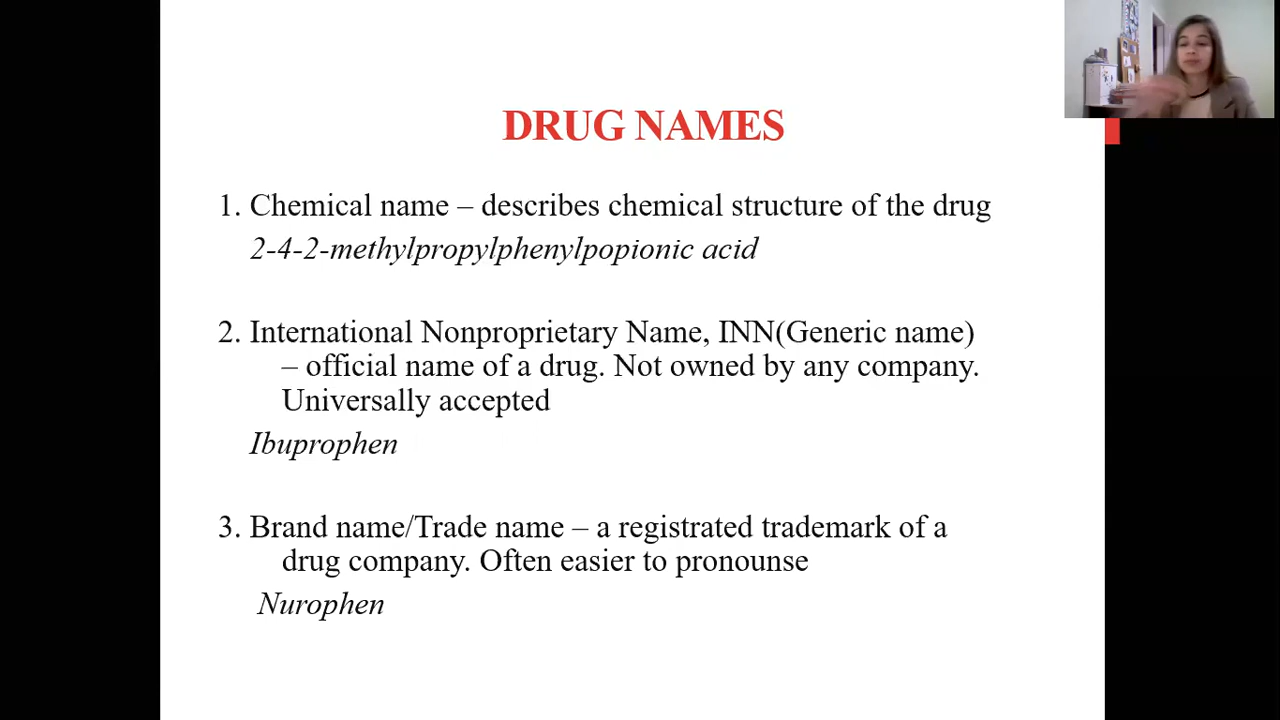 DRUG NAMES
1. Chemical name – describes chemical structure of the drug
2-4-2-methylpropylphenylpopionic acid
2. International Nonproprietary Name, INN(Generic name)
– official name of a drug. Not owned by any company.
Universally accepted
Ibuprophen
3. Brand name/Trade name – a registrated trademark of a
drug company. Often easier to pronounse
Nurophen